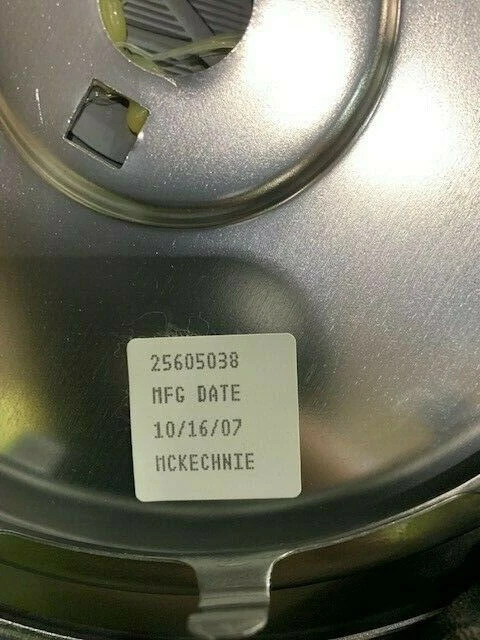 25605038
MFG DATE
10/16/07
MCKECHNIE